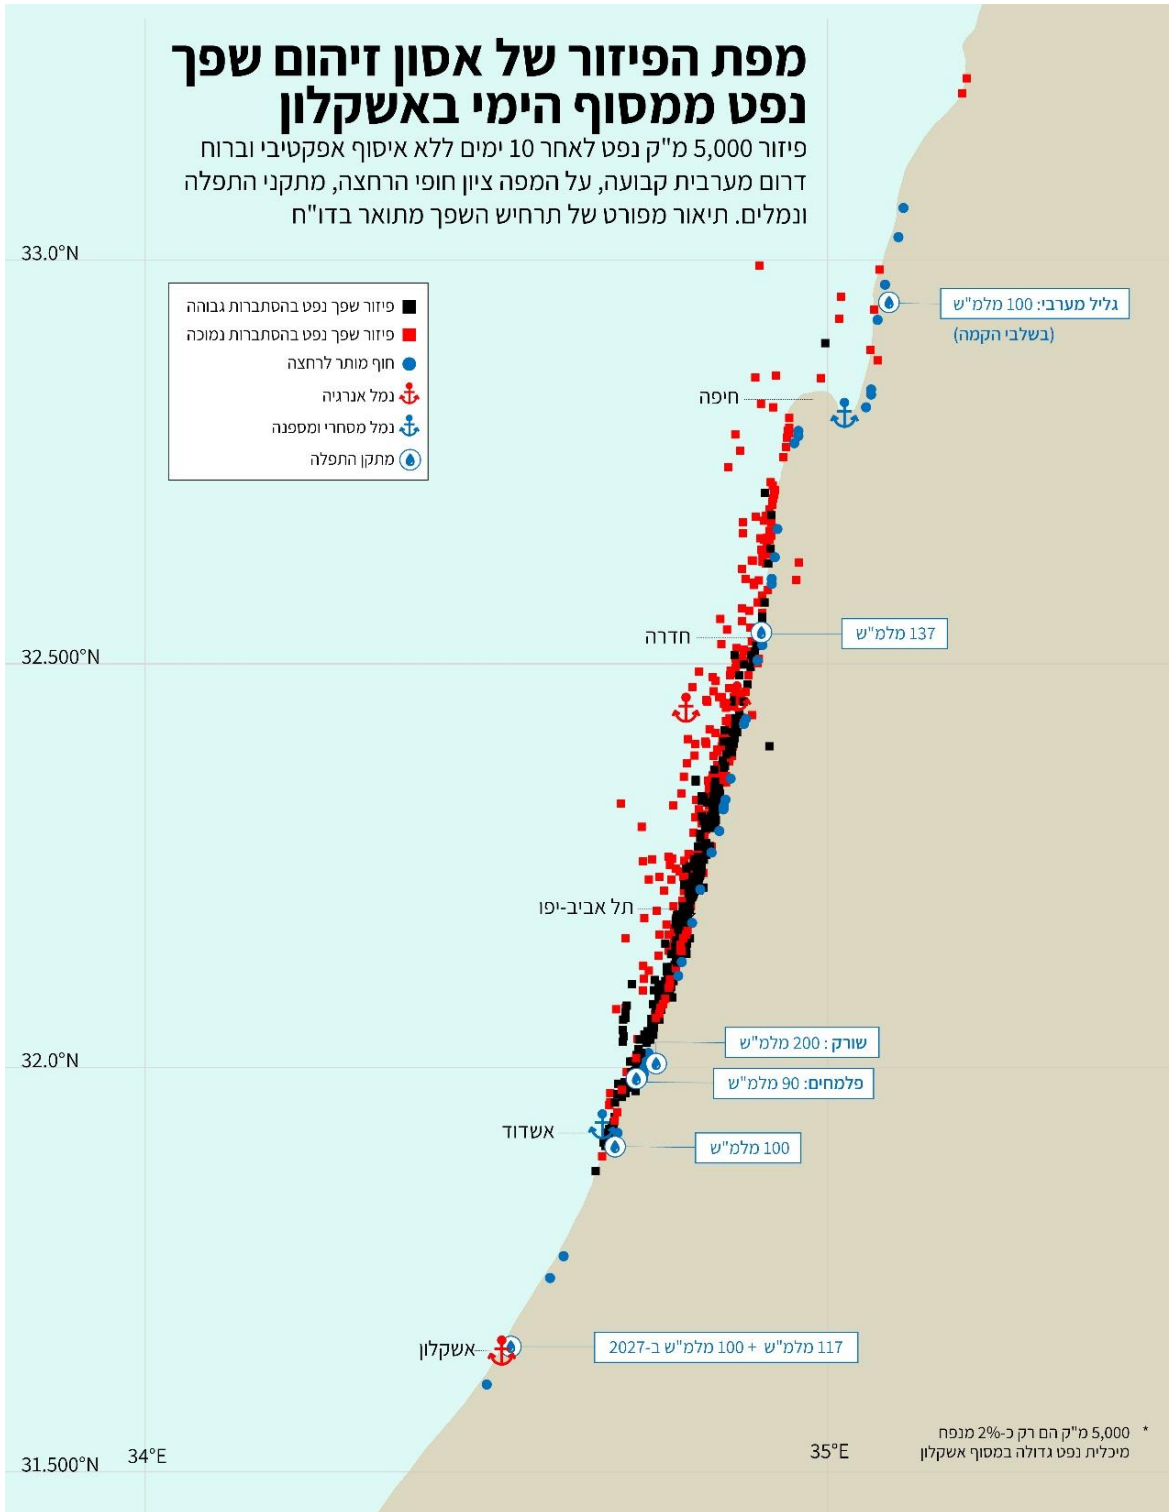 מפת הפיזור של אסון זיהום שפך
נפט ממסוף הימי באשקלון
פיזור 5,000 מ"ק נפט לאחר 10 ימים ללא איסוף אפקטיבי וברוח
דרום מערבית קבועה, על המפה ציון חופי הרחצה, מתקני התפלה
ונמלים. תיאור מפורט של תרחיש השפך מתואר בדו"ח
33.0°N
פיזור שפך נפט בהסתברות גבוהה
פיזור שפך נפט בהסתברות נמוכה
חוף מותר לרחצה
נמל אנרגיה
נמל מסחרי ומספנה
מתקן התפלה
גליל מערבי: 100 מלמ"ש
(בשלבי הקמה)
חיפה
חדרה
137 מלמ"ש
32.500°N
תל אביב-יפו
שורק : 200 מלמ"ש
32.0°N
פלמחים: 90 מלמ"ש
אשדוד
100 מלמ"ש
אשקלון
117 מלמ"ש + 100 מלמ"ש ב-2027
* 5,000 מ"ק הם רק כ-2% מנפח
מיכלית נפט גדולה במסוף אשקלון
34°E
35°E
31.500°N